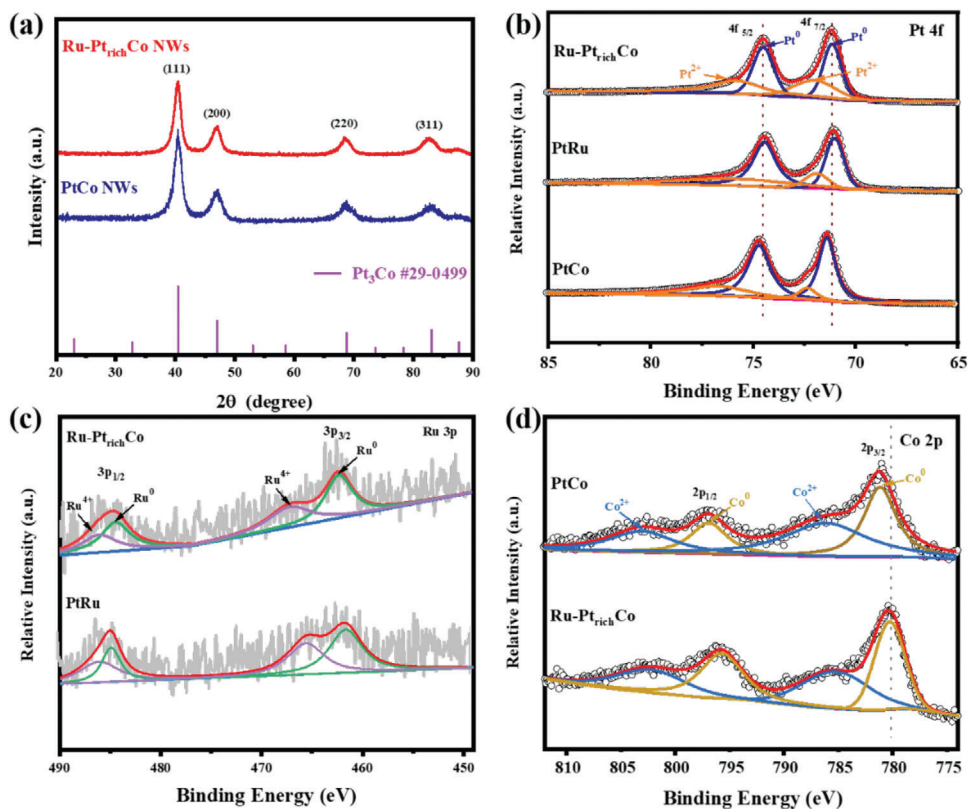 (a)
Ru-Pt_richCo NWs
(111)
(200)
(220)
(311)
PtCo NWs
Pt₃Co #29-0499
Intensity (a.u.)
20 30 40 50 60 70 80 90
2θ (degree)
(b)
Pt 4f
4f 5/2
4f 7/2
Ru-Pt_richCo
Pt⁰
Pt⁰
Pt²⁺
Pt²⁺
PtRu
PtCo
Relative Intensity (a.u.)
85 80 75 70 65
Binding Energy (eV)
(c)
Ru-Pt_richCo
3p3/2
Ru 3p
Ru⁰
3p1/2
Ru⁴⁺
Ru⁰
Ru⁴⁺
PtRu
Relative Intensity (a.u.)
490 480 470 460 450
Binding Energy (eV)
(d)
Co 2p
PtCo
2p3/2
Co⁰
Co²⁺
2p1/2
Co⁰
Co²⁺
Ru-Pt_richCo
Relative Intensity (a.u.)
810 805 800 795 790 785 780 775
Binding Energy (eV)